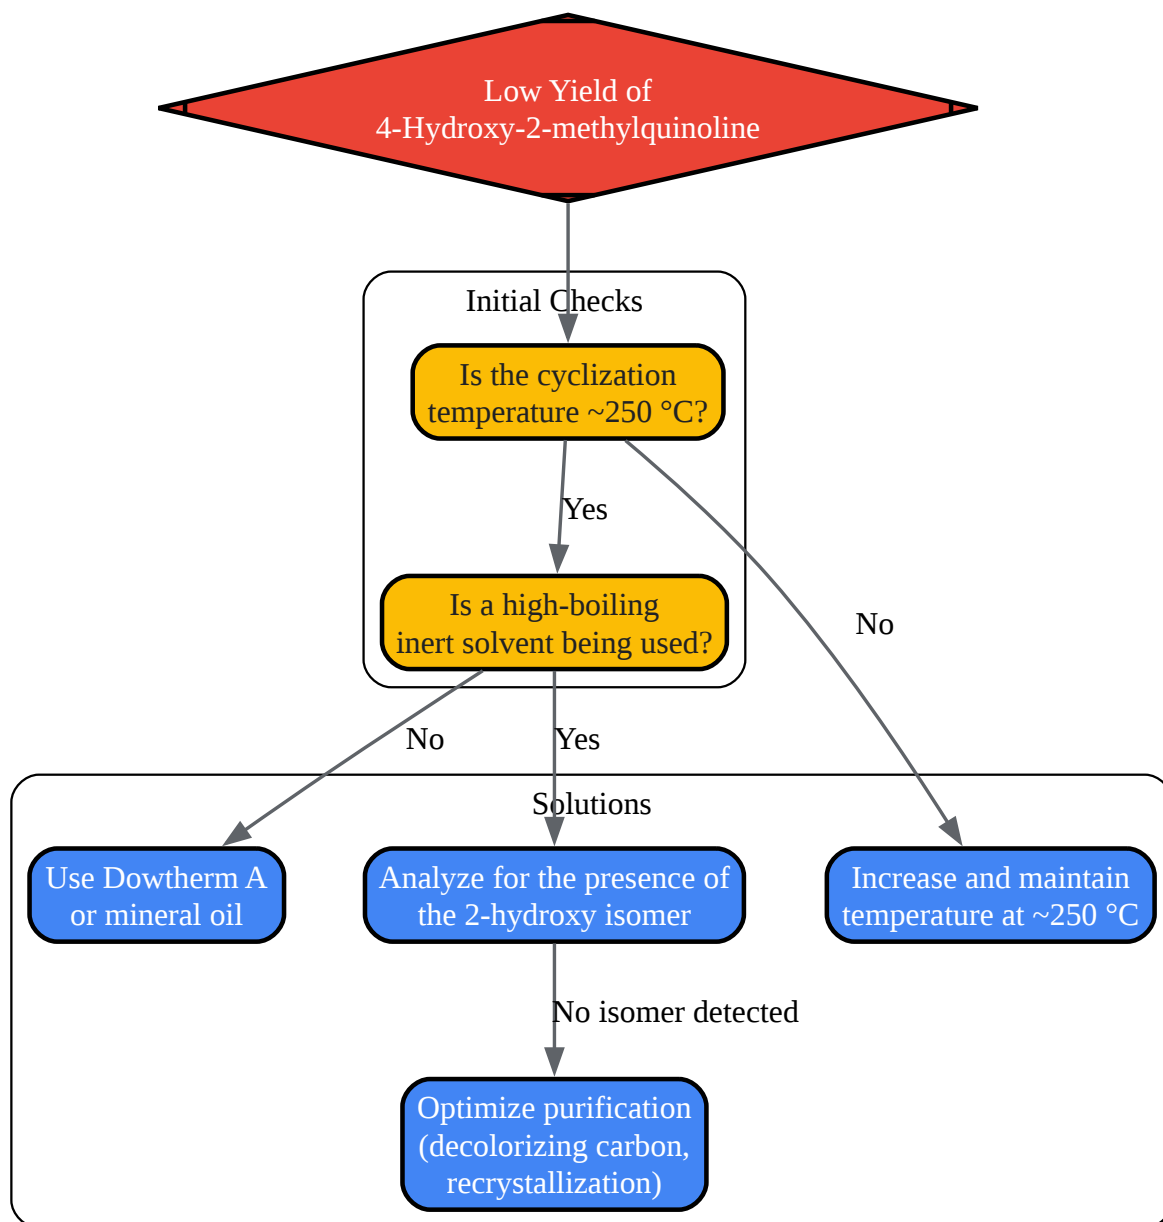 Low Yield of
4-Hydroxy-2-methylquinoline
Initial Checks
Is the cyclization
temperature ~250 °C?
Yes
Is a high-boiling
inert solvent being used?
No
No
Yes
Solutions
Use Dowtherm A
or mineral oil
Analyze for the presence of
the 2-hydroxy isomer
Increase and maintain
temperature at ~250 °C
No isomer detected
Optimize purification
(decolorizing carbon,
recrystallization)